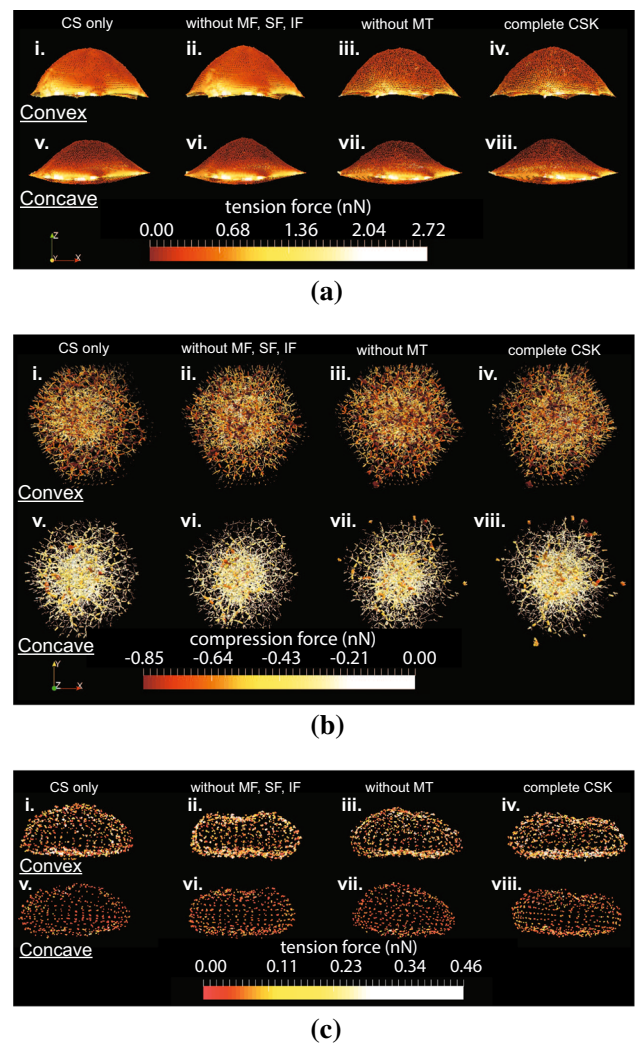 CS only without MF, SF, IF without MT complete CSK
i. ii. iii. iv.
Convex
v. vi. vii. viii.
Concave
tension force (nN)
0.00 0.68 1.36 2.04 2.72
Z
Y X
(a)
CS only without MF, SF, IF without MT complete CSK
i. ii. iii. iv.
Convex
v. vi. vii. viii.
Concave
compression force (nN)
-0.85 -0.64 -0.43 -0.21 0.00
Y
Z X
(b)
CS only without MF, SF, IF without MT complete CSK
i. ii. iii. iv.
Convex
v. vi. vii. viii.
Concave
tension force (nN)
0.00 0.11 0.23 0.34 0.46
(c)